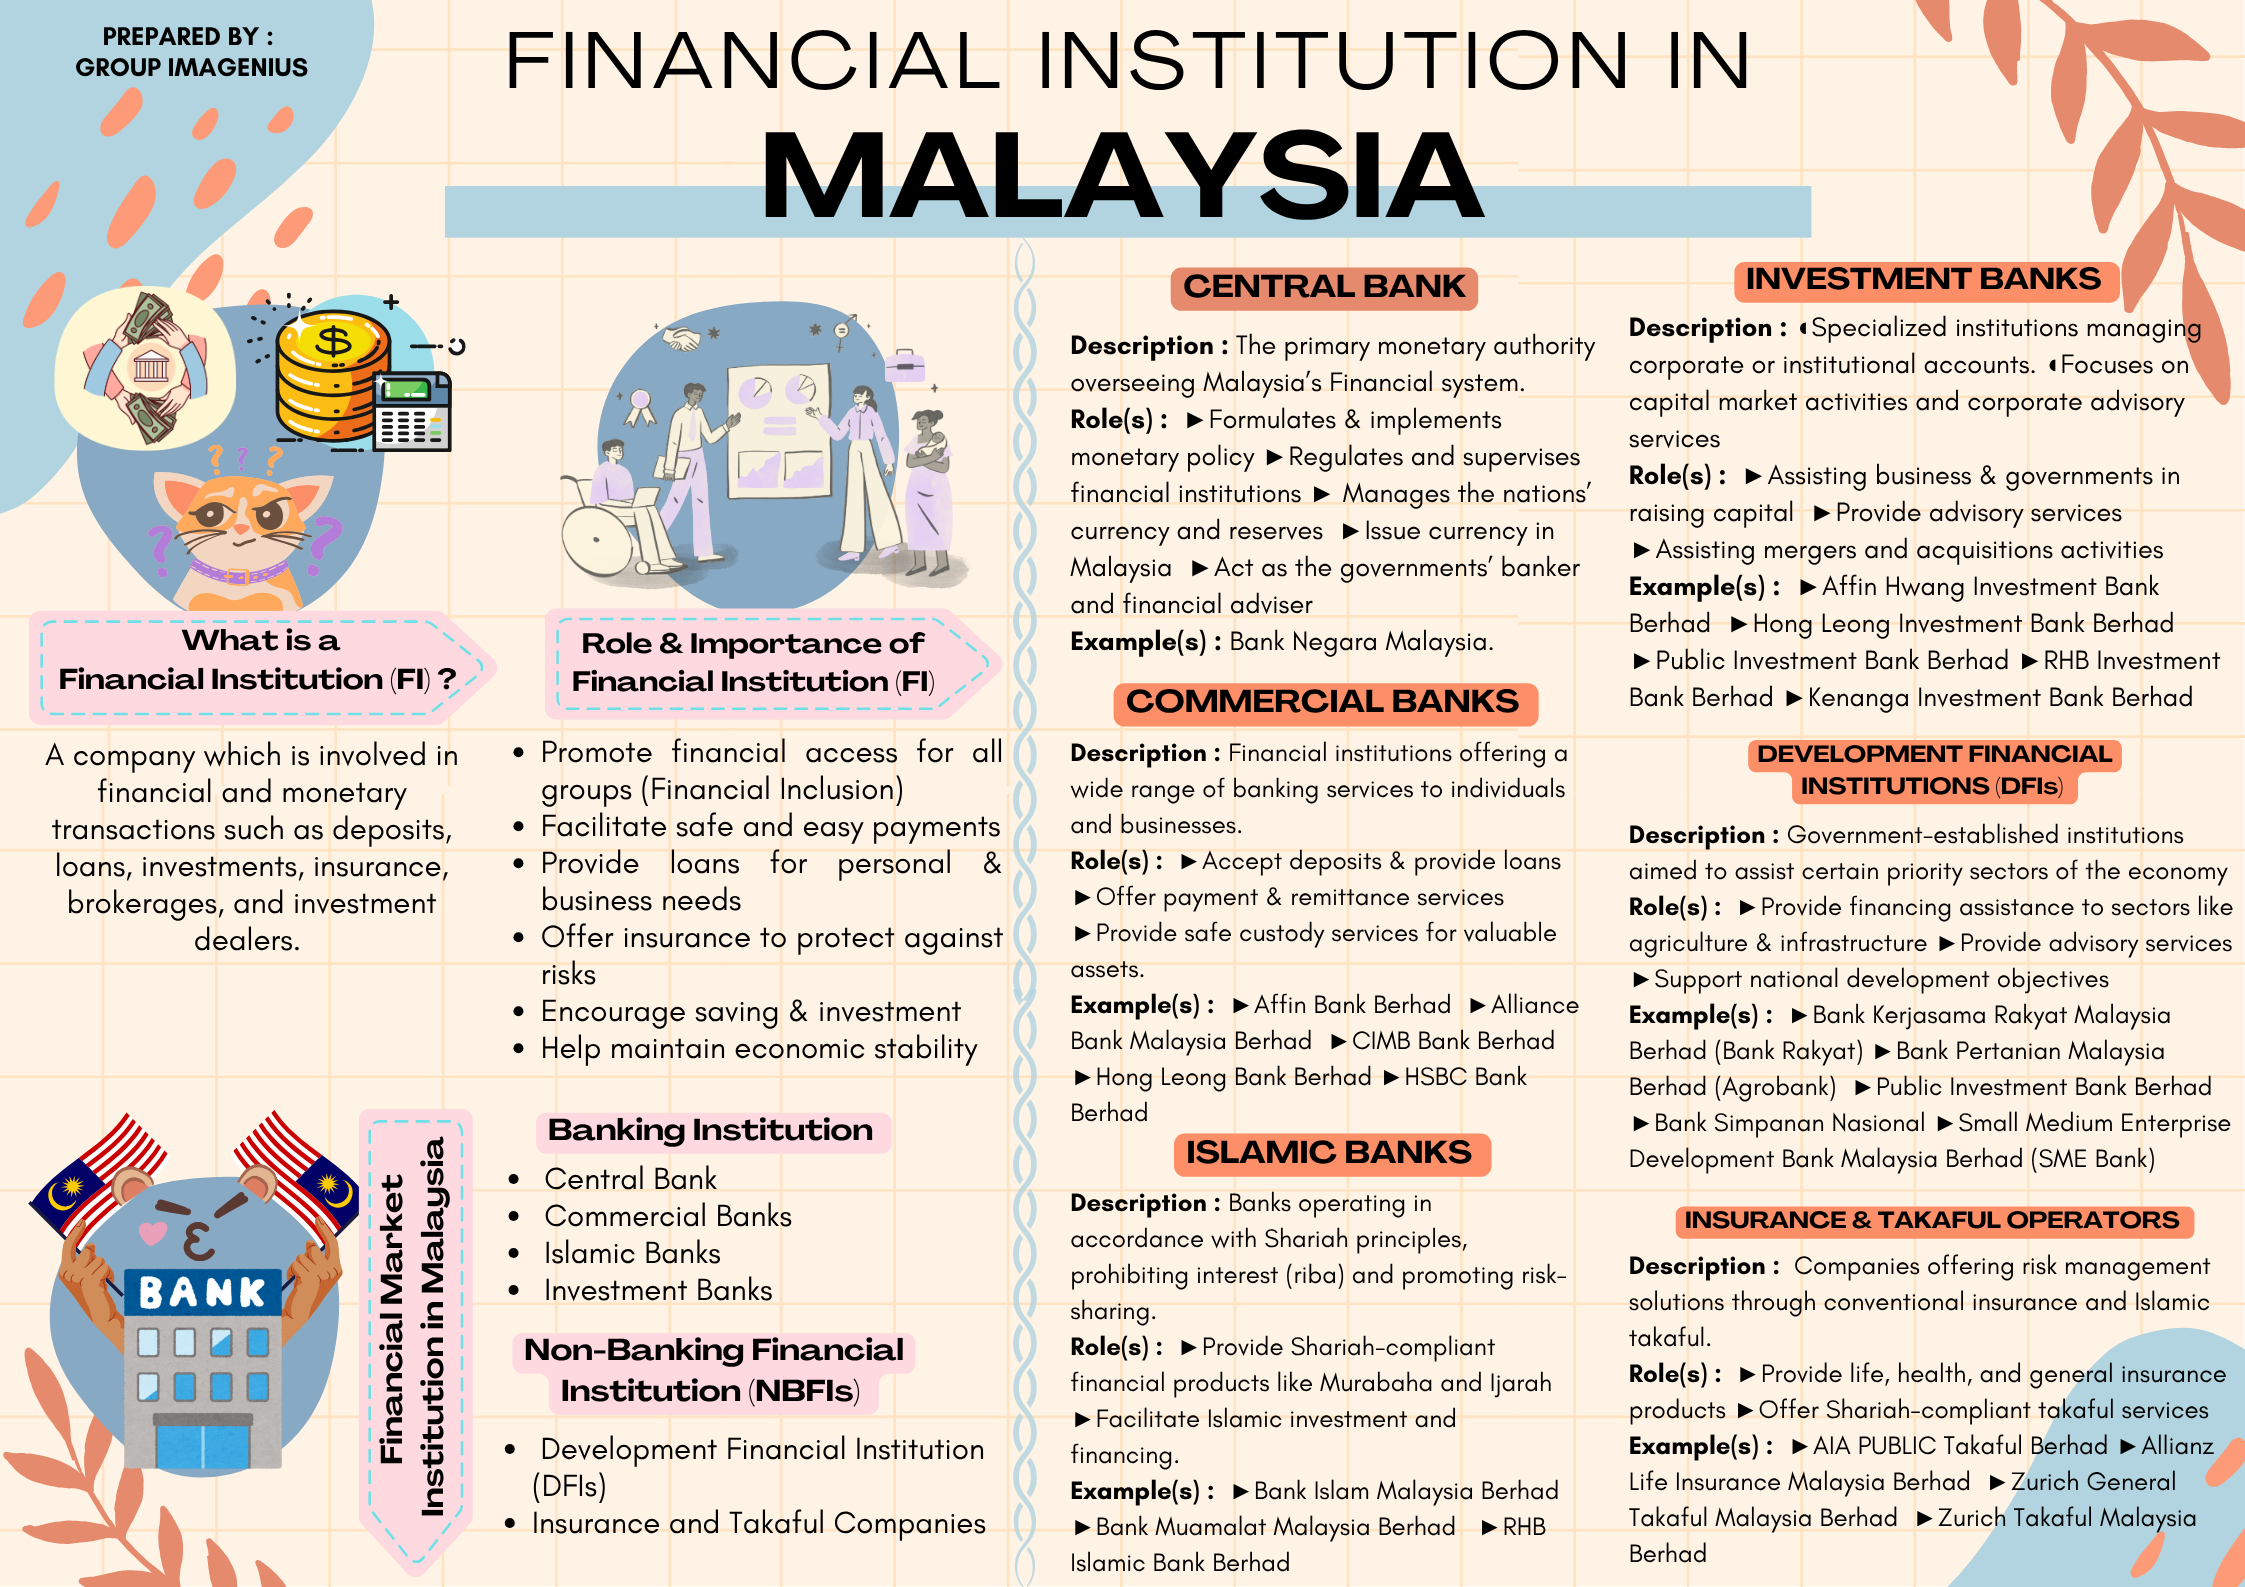 PREPARED BY :
GROUP IMAGENIUS
FINANCIAL INSTITUTION IN
MALAYSIA
What is a
Financial Institution (FI) ?
A company which is involved in
financial and monetary
transactions such as deposits,
loans, investments, insurance,
brokerages, and investment
dealers.
Role & Importance of
Financial Institution (FI)
• Promote financial access for all
groups (Financial Inclusion)
• Facilitate safe and easy payments
• Provide loans for personal &
business needs
• Offer insurance to protect against
risks
• Encourage saving & investment
• Help maintain economic stability
BANK
Financial Market
Institution in Malaysia
Banking Institution
• Central Bank
• Commercial Banks
• Islamic Banks
• Investment Banks
Non-Banking Financial
Institution (NBFIs)
• Development Financial Institution
(DFIs)
• Insurance and Takaful Companies
CENTRAL BANK
Description : The primary monetary authority
overseeing Malaysia's Financial system.
Role(s) : ►Formulates & implements
monetary policy ►Regulates and supervises
financial institutions ► Manages the nations'
currency and reserves ►Issue currency in
Malaysia ►Act as the governments' banker
and financial adviser
Example(s) : Bank Negara Malaysia.
COMMERCIAL BANKS
Description : Financial institutions offering a
wide range of banking services to individuals
and businesses.
Role(s) : ►Accept deposits & provide loans
►Offer payment & remittance services
►Provide safe custody services for valuable
assets.
Example(s) : ►Affin Bank Berhad ►Alliance
Bank Malaysia Berhad ►CIMB Bank Berhad
►Hong Leong Bank Berhad ►HSBC Bank
Berhad
ISLAMIC BANKS
Description : Banks operating in
accordance with Shariah principles,
prohibiting interest (riba) and promoting risk-
sharing.
Role(s) : ►Provide Shariah-compliant
financial products like Murabaha and Ijarah
►Facilitate Islamic investment and
financing.
Example(s) : ►Bank Islam Malaysia Berhad
►Bank Muamalat Malaysia Berhad ►RHB
Islamic Bank Berhad
INVESTMENT BANKS
Description : ◖Specialized institutions managing
corporate or institutional accounts. ◖Focuses on
capital market activities and corporate advisory
services
Role(s) : ►Assisting business & governments in
raising capital ►Provide advisory services
►Assisting mergers and acquisitions activities
Example(s) : ►Affin Hwang Investment Bank
Berhad ►Hong Leong Investment Bank Berhad
►Public Investment Bank Berhad ►RHB Investment
Bank Berhad ►Kenanga Investment Bank Berhad
DEVELOPMENT FINANCIAL
INSTITUTIONS (DFIs)
Description : Government-established institutions
aimed to assist certain priority sectors of the economy
Role(s) : ►Provide financing assistance to sectors like
agriculture & infrastructure ►Provide advisory services
►Support national development objectives
Example(s) : ►Bank Kerjasama Rakyat Malaysia
Berhad (Bank Rakyat) ►Bank Pertanian Malaysia
Berhad (Agrobank) ►Public Investment Bank Berhad
►Bank Simpanan Nasional ►Small Medium Enterprise
Development Bank Malaysia Berhad (SME Bank)
INSURANCE & TAKAFUL OPERATORS
Description : Companies offering risk management
solutions through conventional insurance and Islamic
takaful.
Role(s) : ►Provide life, health, and general insurance
products ►Offer Shariah-compliant takaful services
Example(s) : ►AIA PUBLIC Takaful Berhad ►Allianz
Life Insurance Malaysia Berhad ►Zurich General
Takaful Malaysia Berhad ►Zurich Takaful Malaysia
Berhad